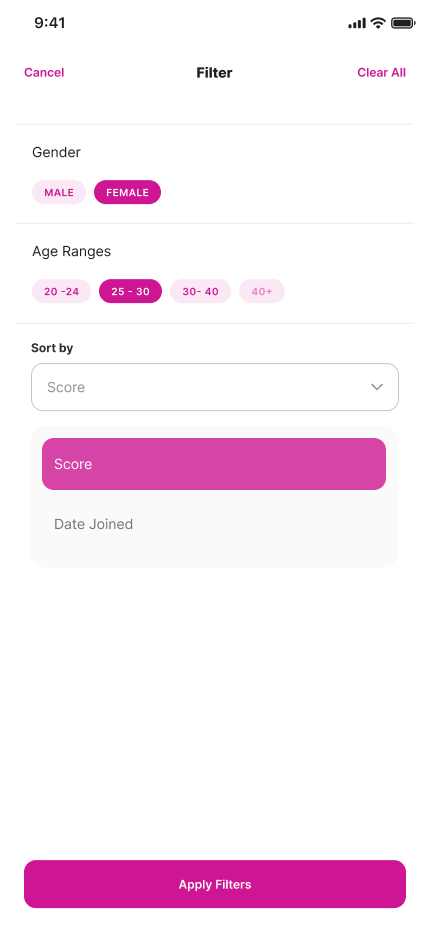 9:41
Cancel Filter Clear All
Gender
MALE FEMALE
Age Ranges
20 -24 25 - 30 30- 40 40+
Sort by
Score
Score
Date Joined
Apply Filters